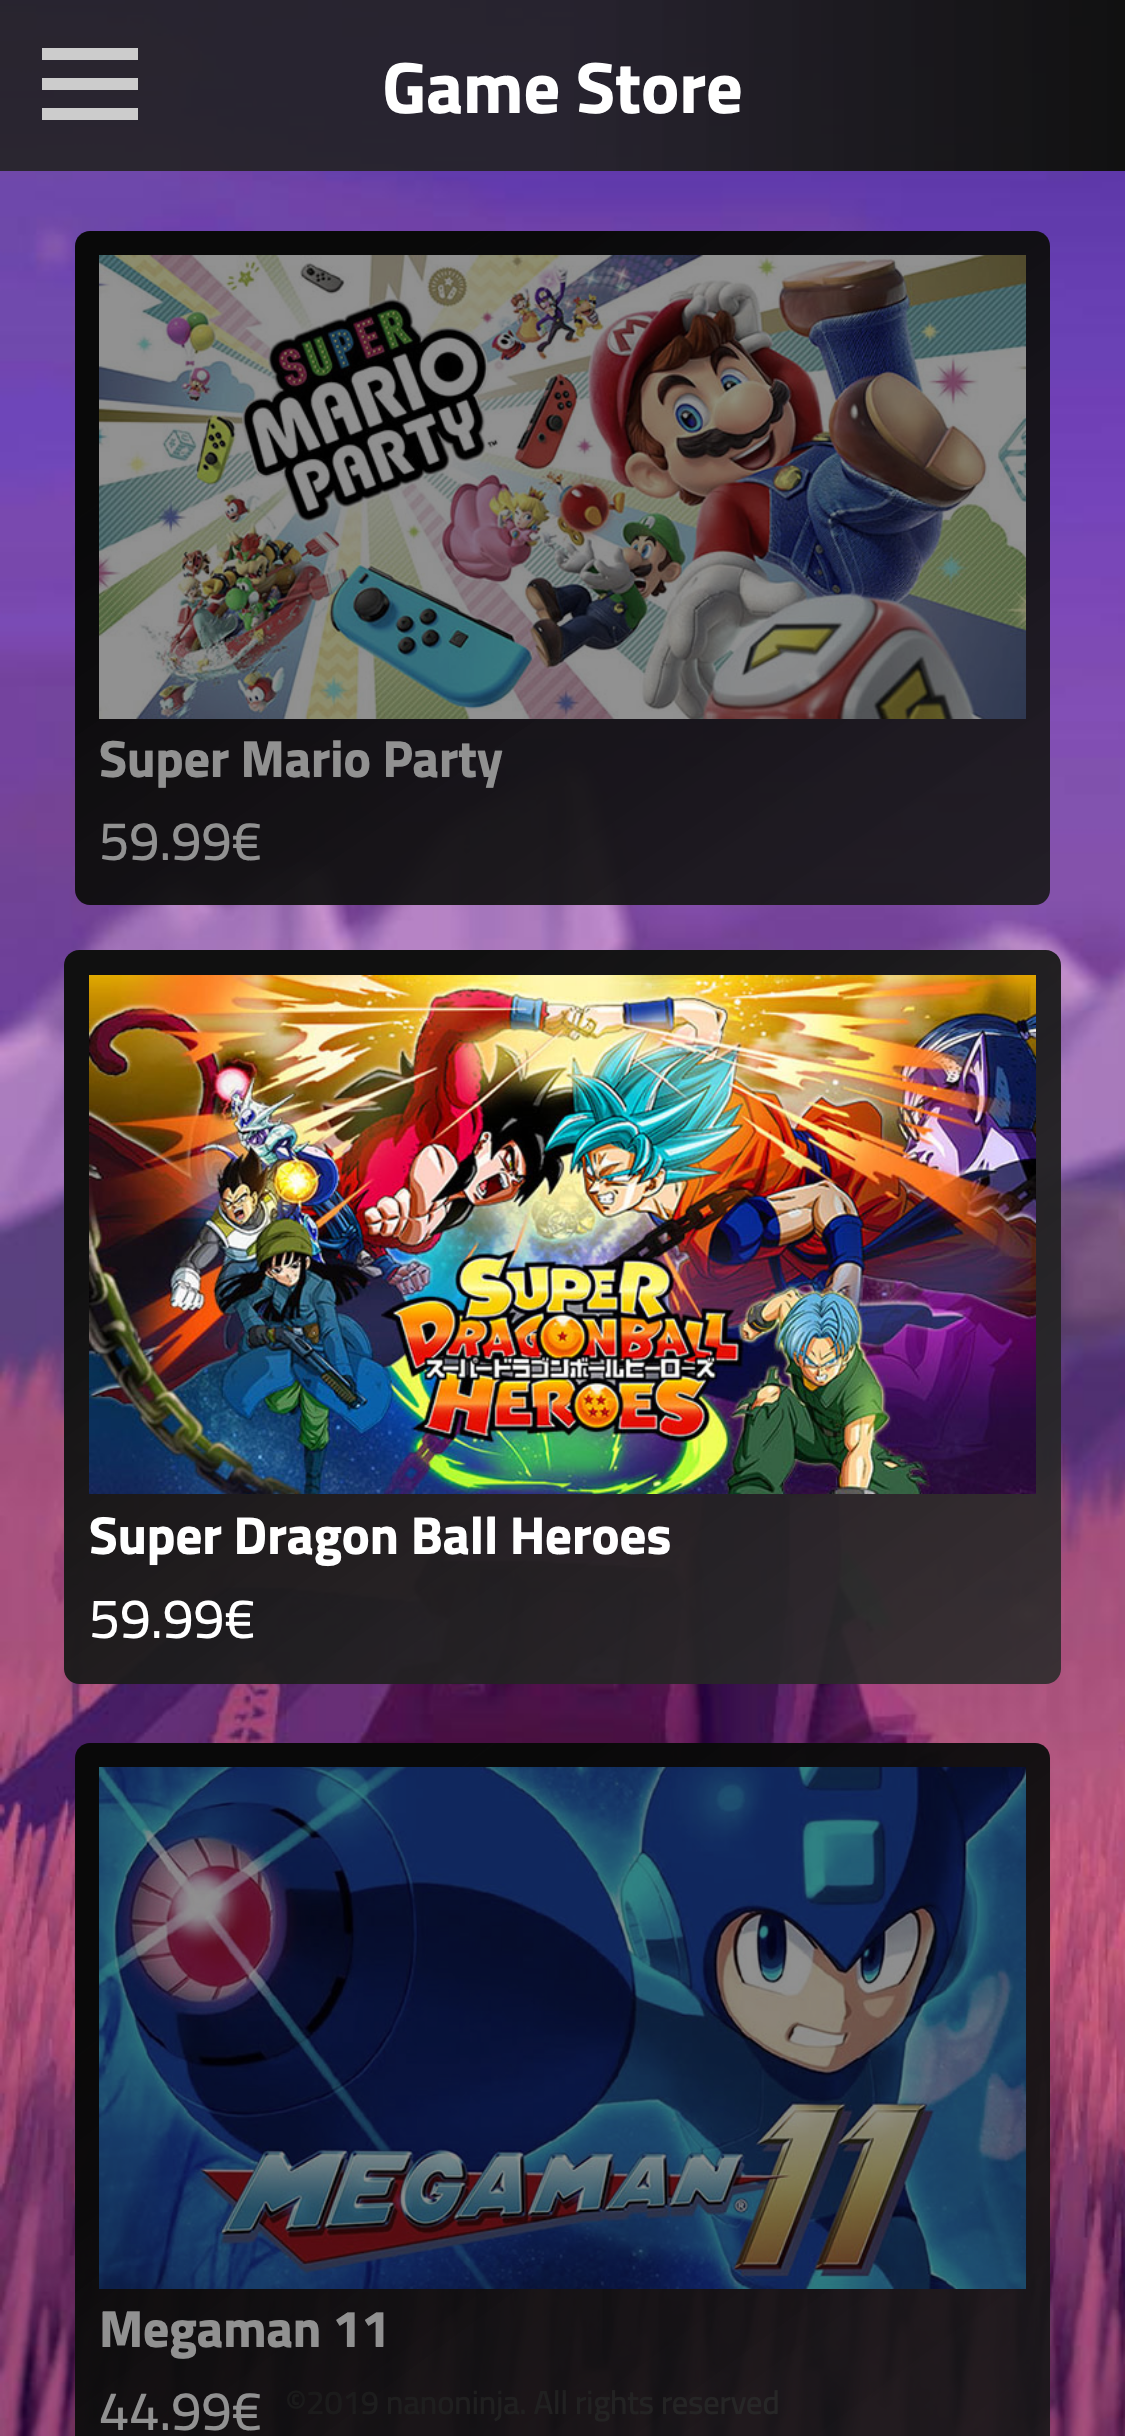 Game Store
SUPER
MARIO
PARTY™
Super Mario Party
59.99€
SUPER
DRAGONBALL
スーパードラゴンボールヒーローズ
HEROES
Super Dragon Ball Heroes
59.99€
MEGAMAN® 11
Megaman 11
44.99€
©2019 nanoninja. All rights reserved